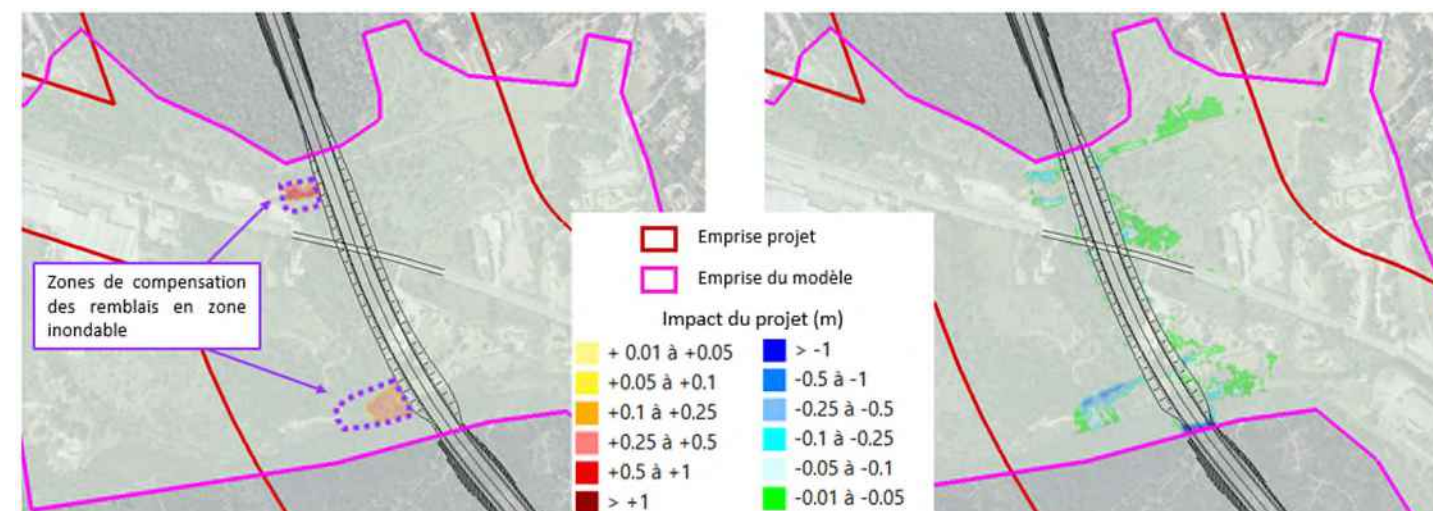 Zones de compensation
des remblais en zone
inondable
Emprise projet
Emprise du modèle
Impact du projet (m)
+ 0.01 à +0.05
+0.05 à +0.1
+0.1 à +0.25
+0.25 à +0.5
+0.5 à +1
> +1
> -1
-0.5 à -1
-0.25 à -0.5
-0.1 à -0.25
-0.05 à -0.1
-0.01 à -0.05